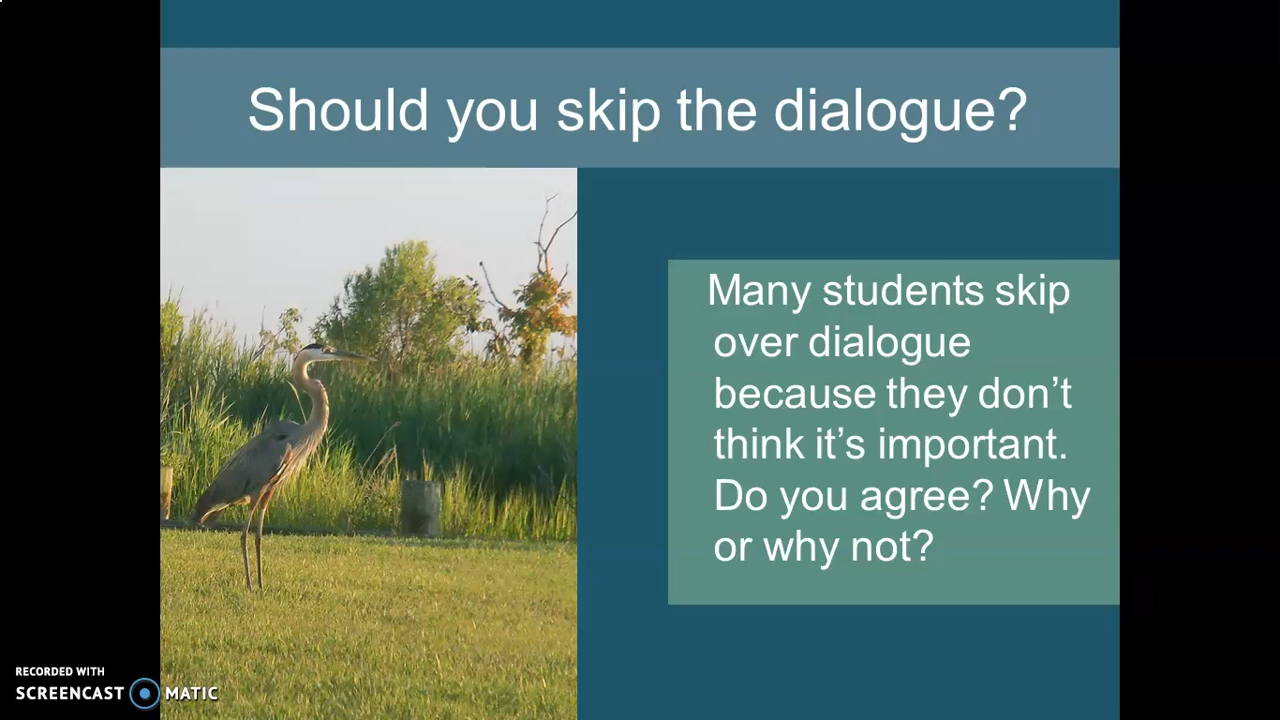 Should you skip the dialogue?
Many students skip
over dialogue
because they don’t
think it’s important.
Do you agree? Why
or why not?
RECORDED WITH
SCREENCAST MATIC